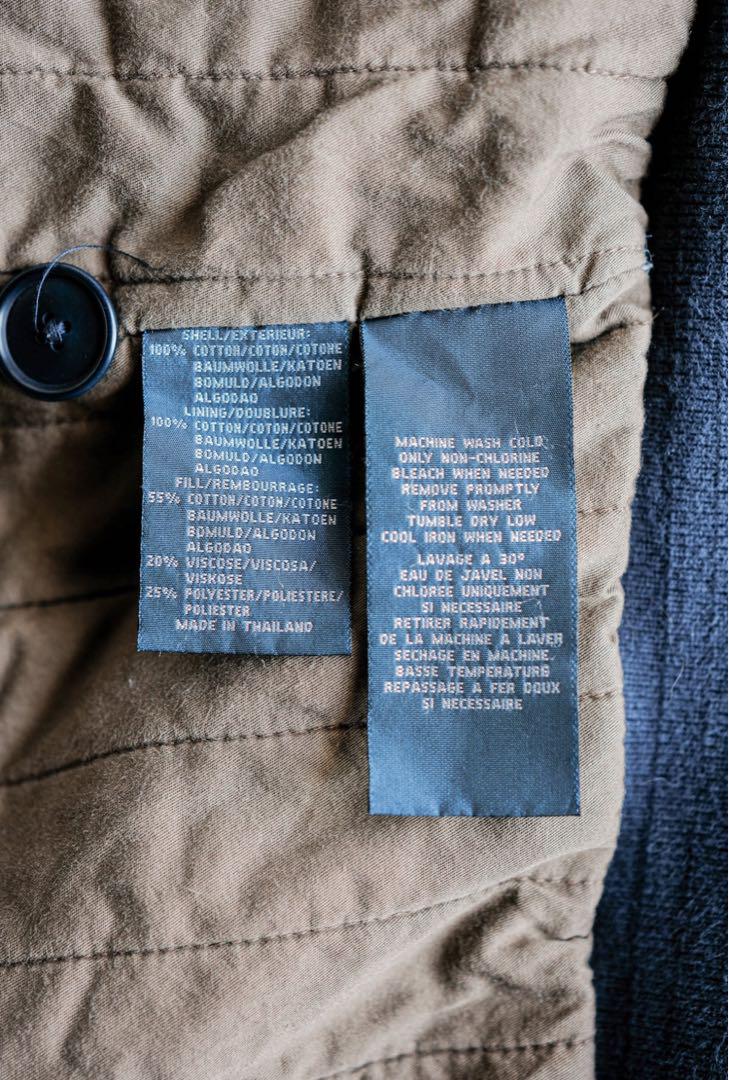 SHELL/EXTERIEUR:
100% COTTON/COTON/COTONE
BAUMWOLLE/KATOEN
BOMULD/ALGODON
ALGODAO
LINING/DOUBLURE:
100% COTTON/COTON/COTONE
BAUMWOLLE/KATOEN
BOMULD/ALGODON
ALGODAO
FILL/REMBOURRAGE:
55% COTTON/COTON/COTONE
BAUMWOLLE/KATOEN
BOMULD/ALGODON
ALGODAO
20% VISCOSE/VISCOSA/
VISKOSE
25% POLYESTER/POLIESTERE/
POLIESTER
MADE IN THAILAND
MACHINE WASH COLD
ONLY NON-CHLORINE
BLEACH WHEN NEEDED
REMOVE PROMPTLY
FROM WASHER
TUMBLE DRY LOW
COOL IRON WHEN NEEDED
LAVAGE A 30°
EAU DE JAVEL NON
CHLOREE UNIQUEMENT
SI NECESSAIRE
RETIRER RAPIDEMENT
DE LA MACHINE A LAVER
SECHAGE EN MACHINE.
BASSE TEMPERATURE
REPASSAGE A FER DOUX
SI NECESSAIRE